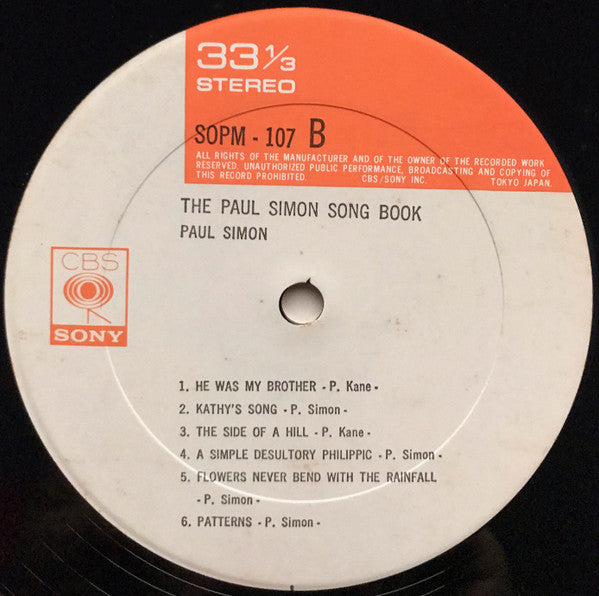 33 1/3
STEREO
SOPM - 107 B
ALL RIGHTS OF THE MANUFACTURER AND OF THE OWNER OF THE RECORDED WORK
RESERVED. UNAUTHORIZED PUBLIC PERFORMANCE, BROADCASTING AND COPYING OF
THIS RECORD PROHIBITED. CBS/SONY INC. TOKYO JAPAN.
THE PAUL SIMON SONG BOOK
PAUL SIMON
CBS
SONY
1. HE WAS MY BROTHER - P. Kane -
2. KATHY'S SONG - P. Simon -
3. THE SIDE OF A HILL - P. Kane -
4. A SIMPLE DESULTORY PHILIPPIC - P. Simon -
5. FLOWERS NEVER BEND WITH THE RAINFALL
- P. Simon -
6. PATTERNS - P. Simon -